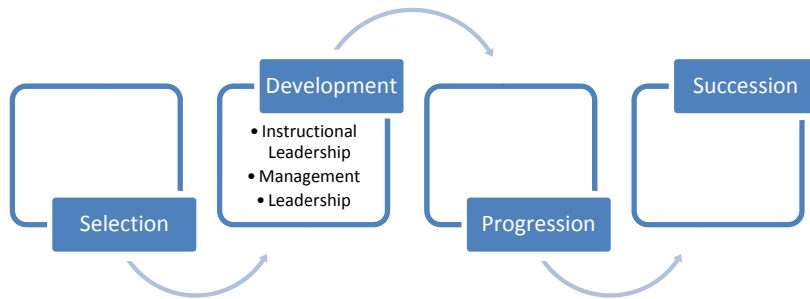 Selection
Development
• Instructional
Leadership
• Management
• Leadership
Progression
Succession